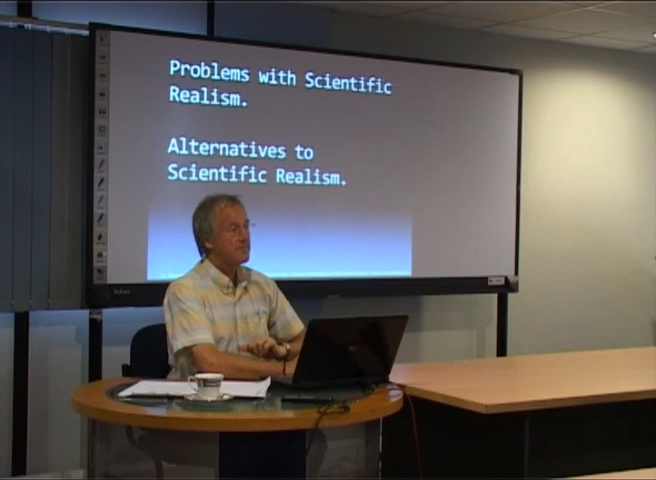 Problems with Scientific
Realism.
Alternatives to
Scientific Realism.